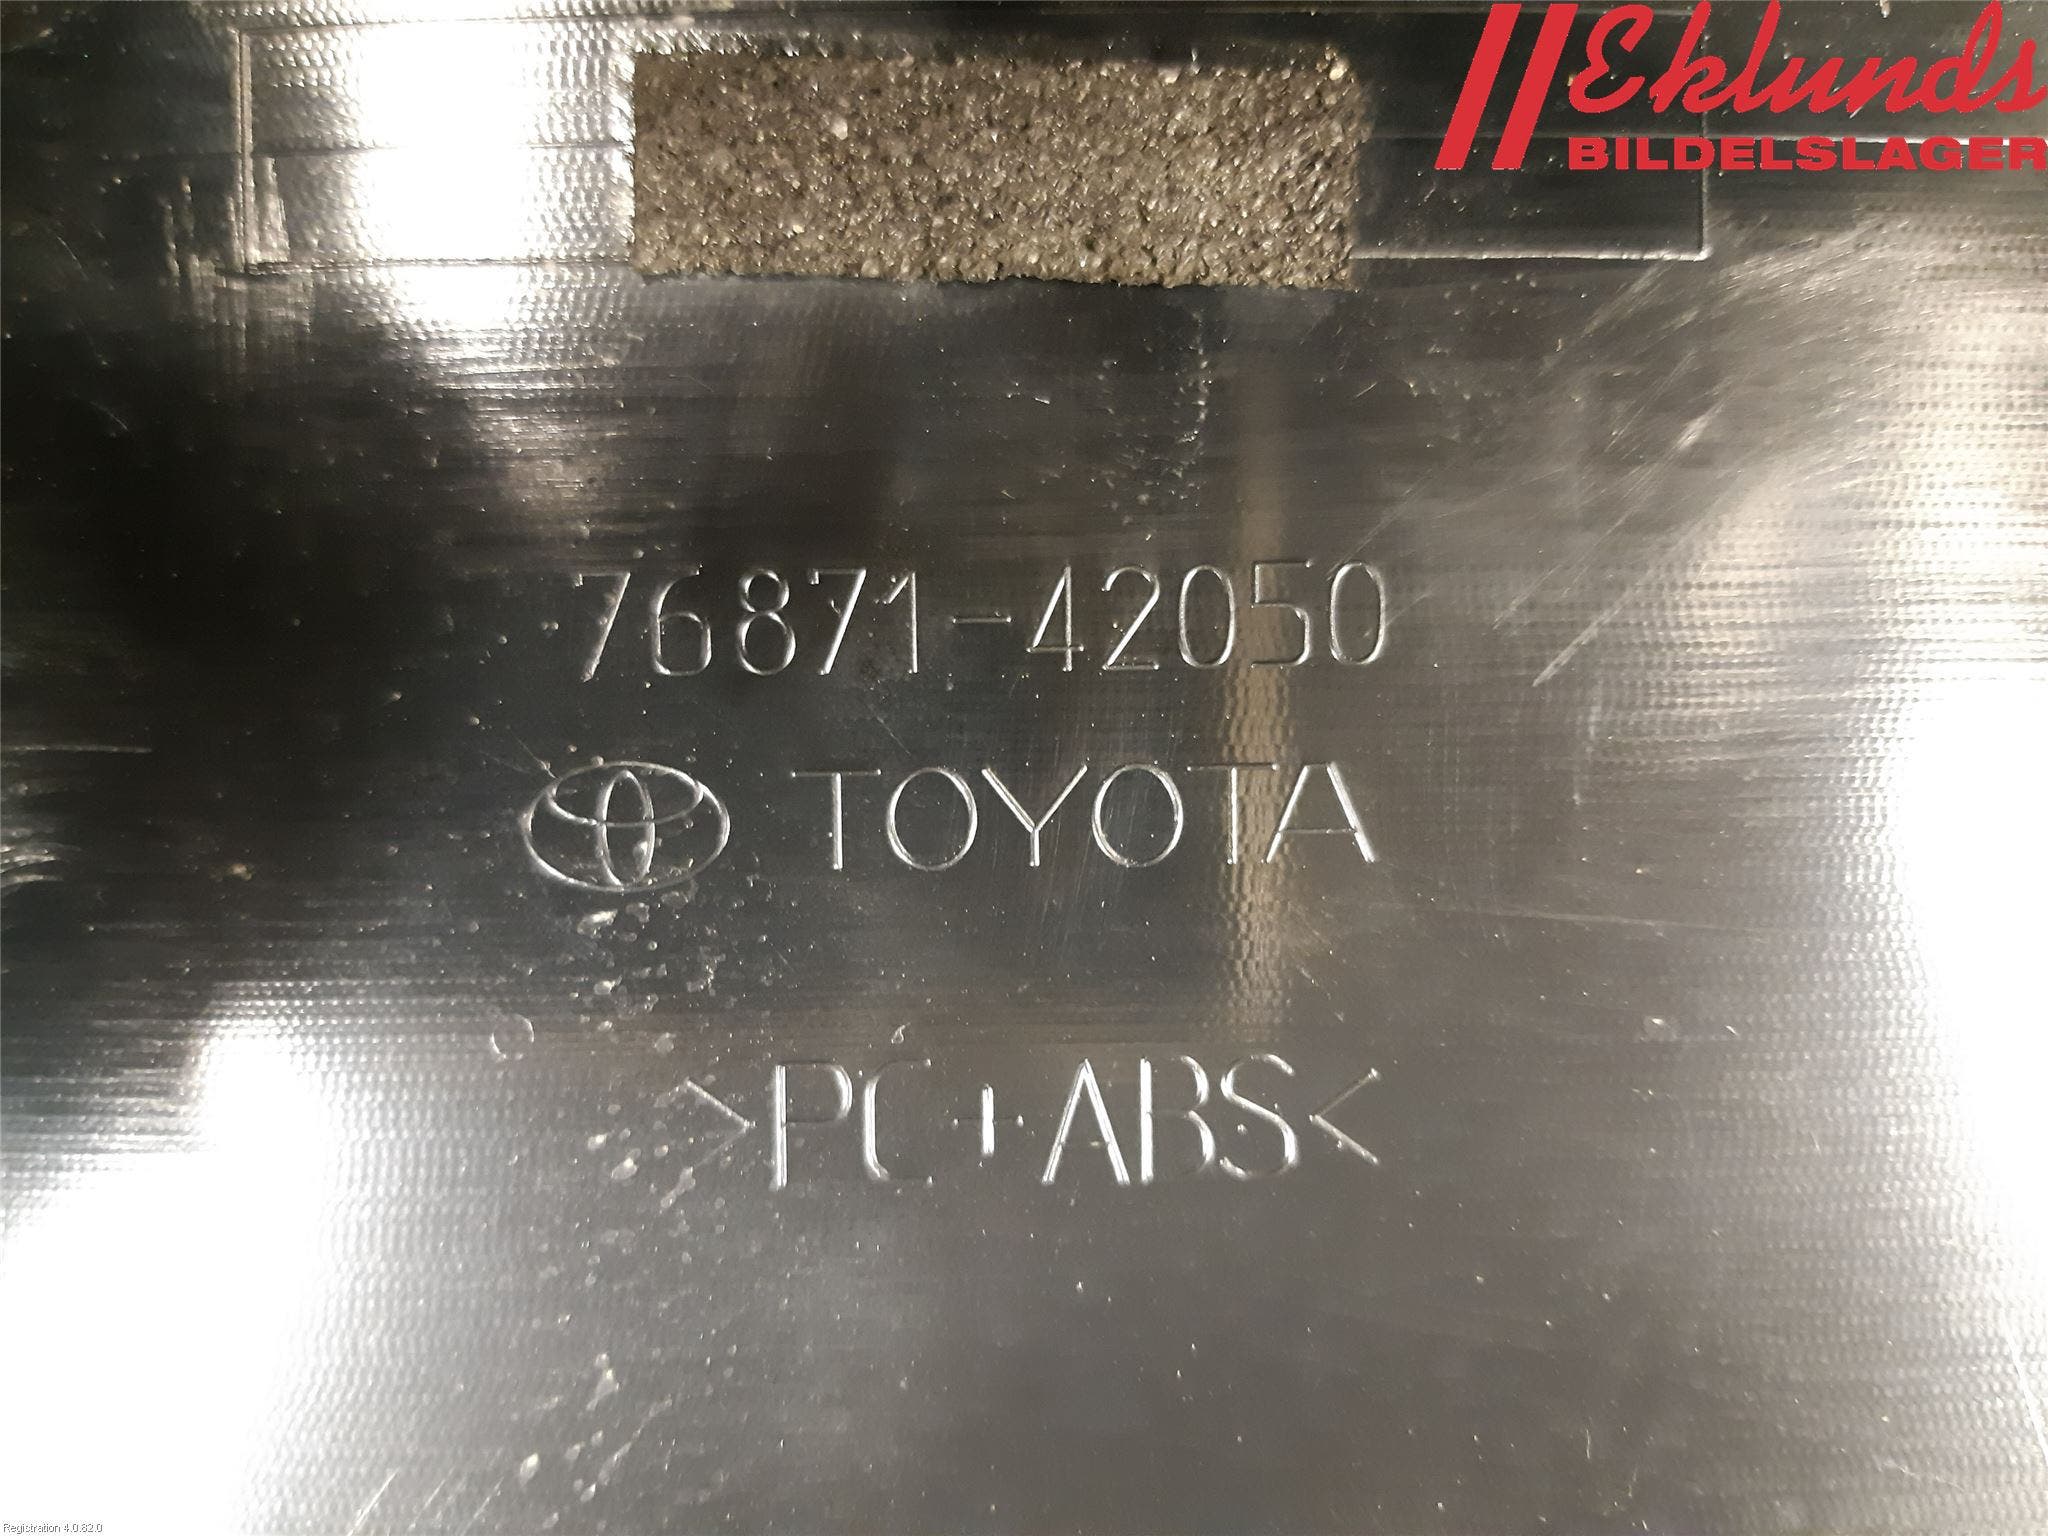 Eklunds
BILDELSLAGER
76871-42050
TOYOTA
>PC+ABS<
Registration 4.0.82.0